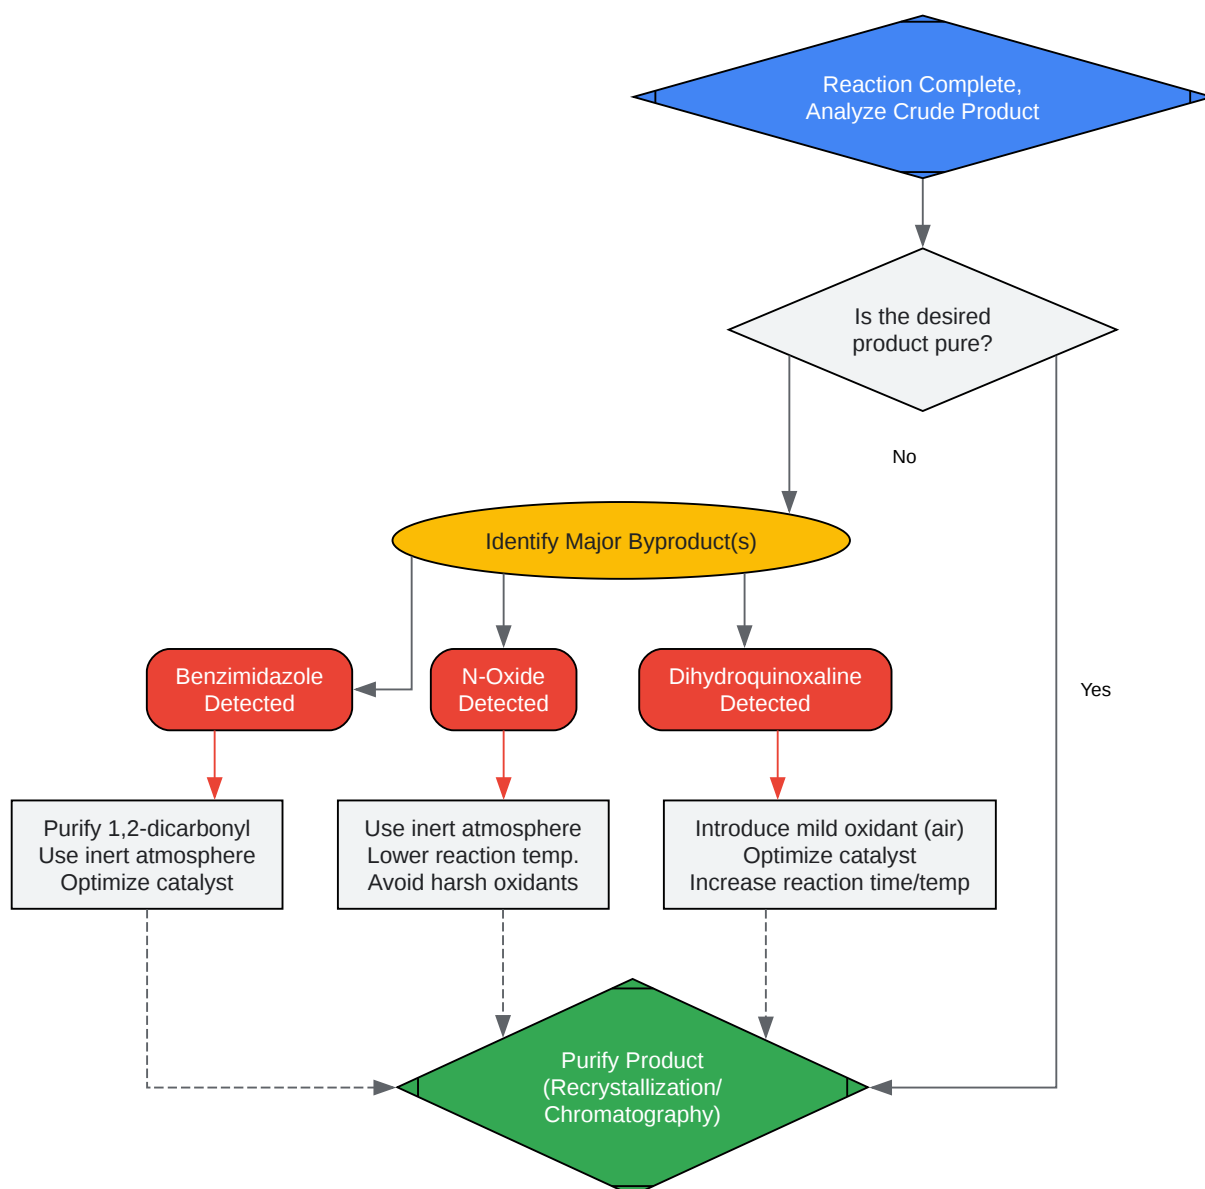 Reaction Complete,
Analyze Crude Product
Is the desired
product pure?
No
Identify Major Byproduct(s)
Benzimidazole
Detected
N-Oxide
Detected
Dihydroquinoxaline
Detected
Yes
Purify 1,2-dicarbonyl
Use inert atmosphere
Optimize catalyst
Use inert atmosphere
Lower reaction temp.
Avoid harsh oxidants
Introduce mild oxidant (air)
Optimize catalyst
Increase reaction time/temp
Purify Product
(Recrystallization/
Chromatography)